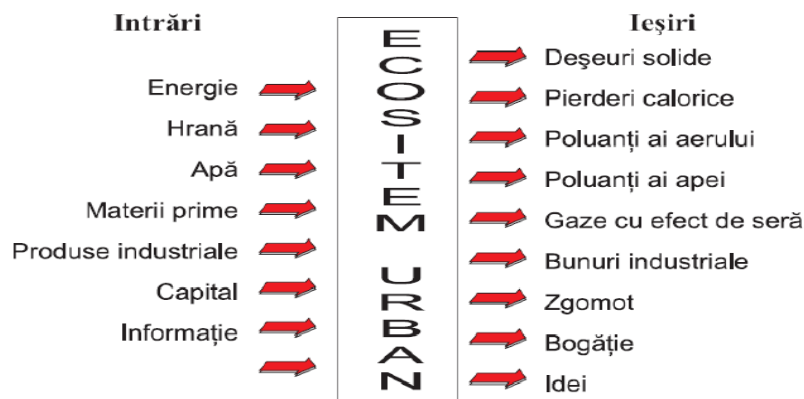 Intrări
Energie
Hrană
Apă
Materii prime
Produse industriale
Capital
Informație
ECOSITEM URBAN
Ieşiri
Deşeuri solide
Pierderi calorice
Poluanți ai aerului
Poluanți ai apei
Gaze cu efect de seră
Bunuri industriale
Zgomot
Bogăție
Idei